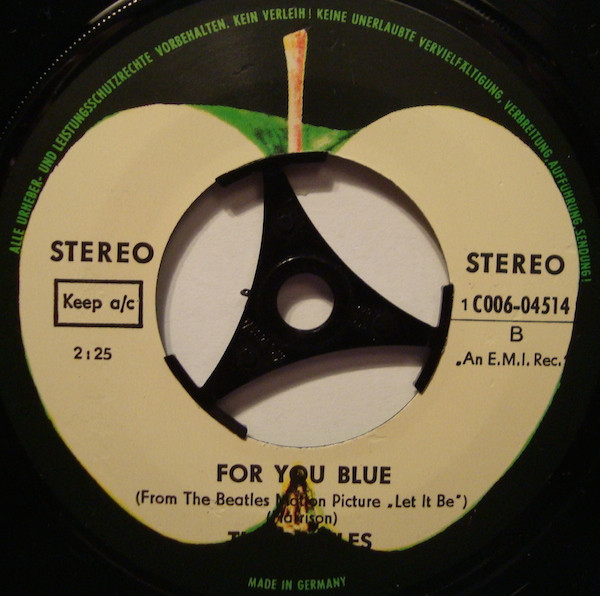 ALLE URHEBER- UND LEISTUNGSSCHUTZRECHTE VORBEHALTEN. KEIN VERLEIH! KEINE UNERLAUBTE VERVIELFÄLTIGUNG, VERBREITUNG, AUFFÜHRUNG, SENDUNG!
STEREO
Keep a/c
2:25
STEREO
1 C006-04514
B
„An E.M.I. Rec.
FOR YOU BLUE
(From The Beatles Motion Picture „Let It Be")
(Harrison)
MADE IN GERMANY